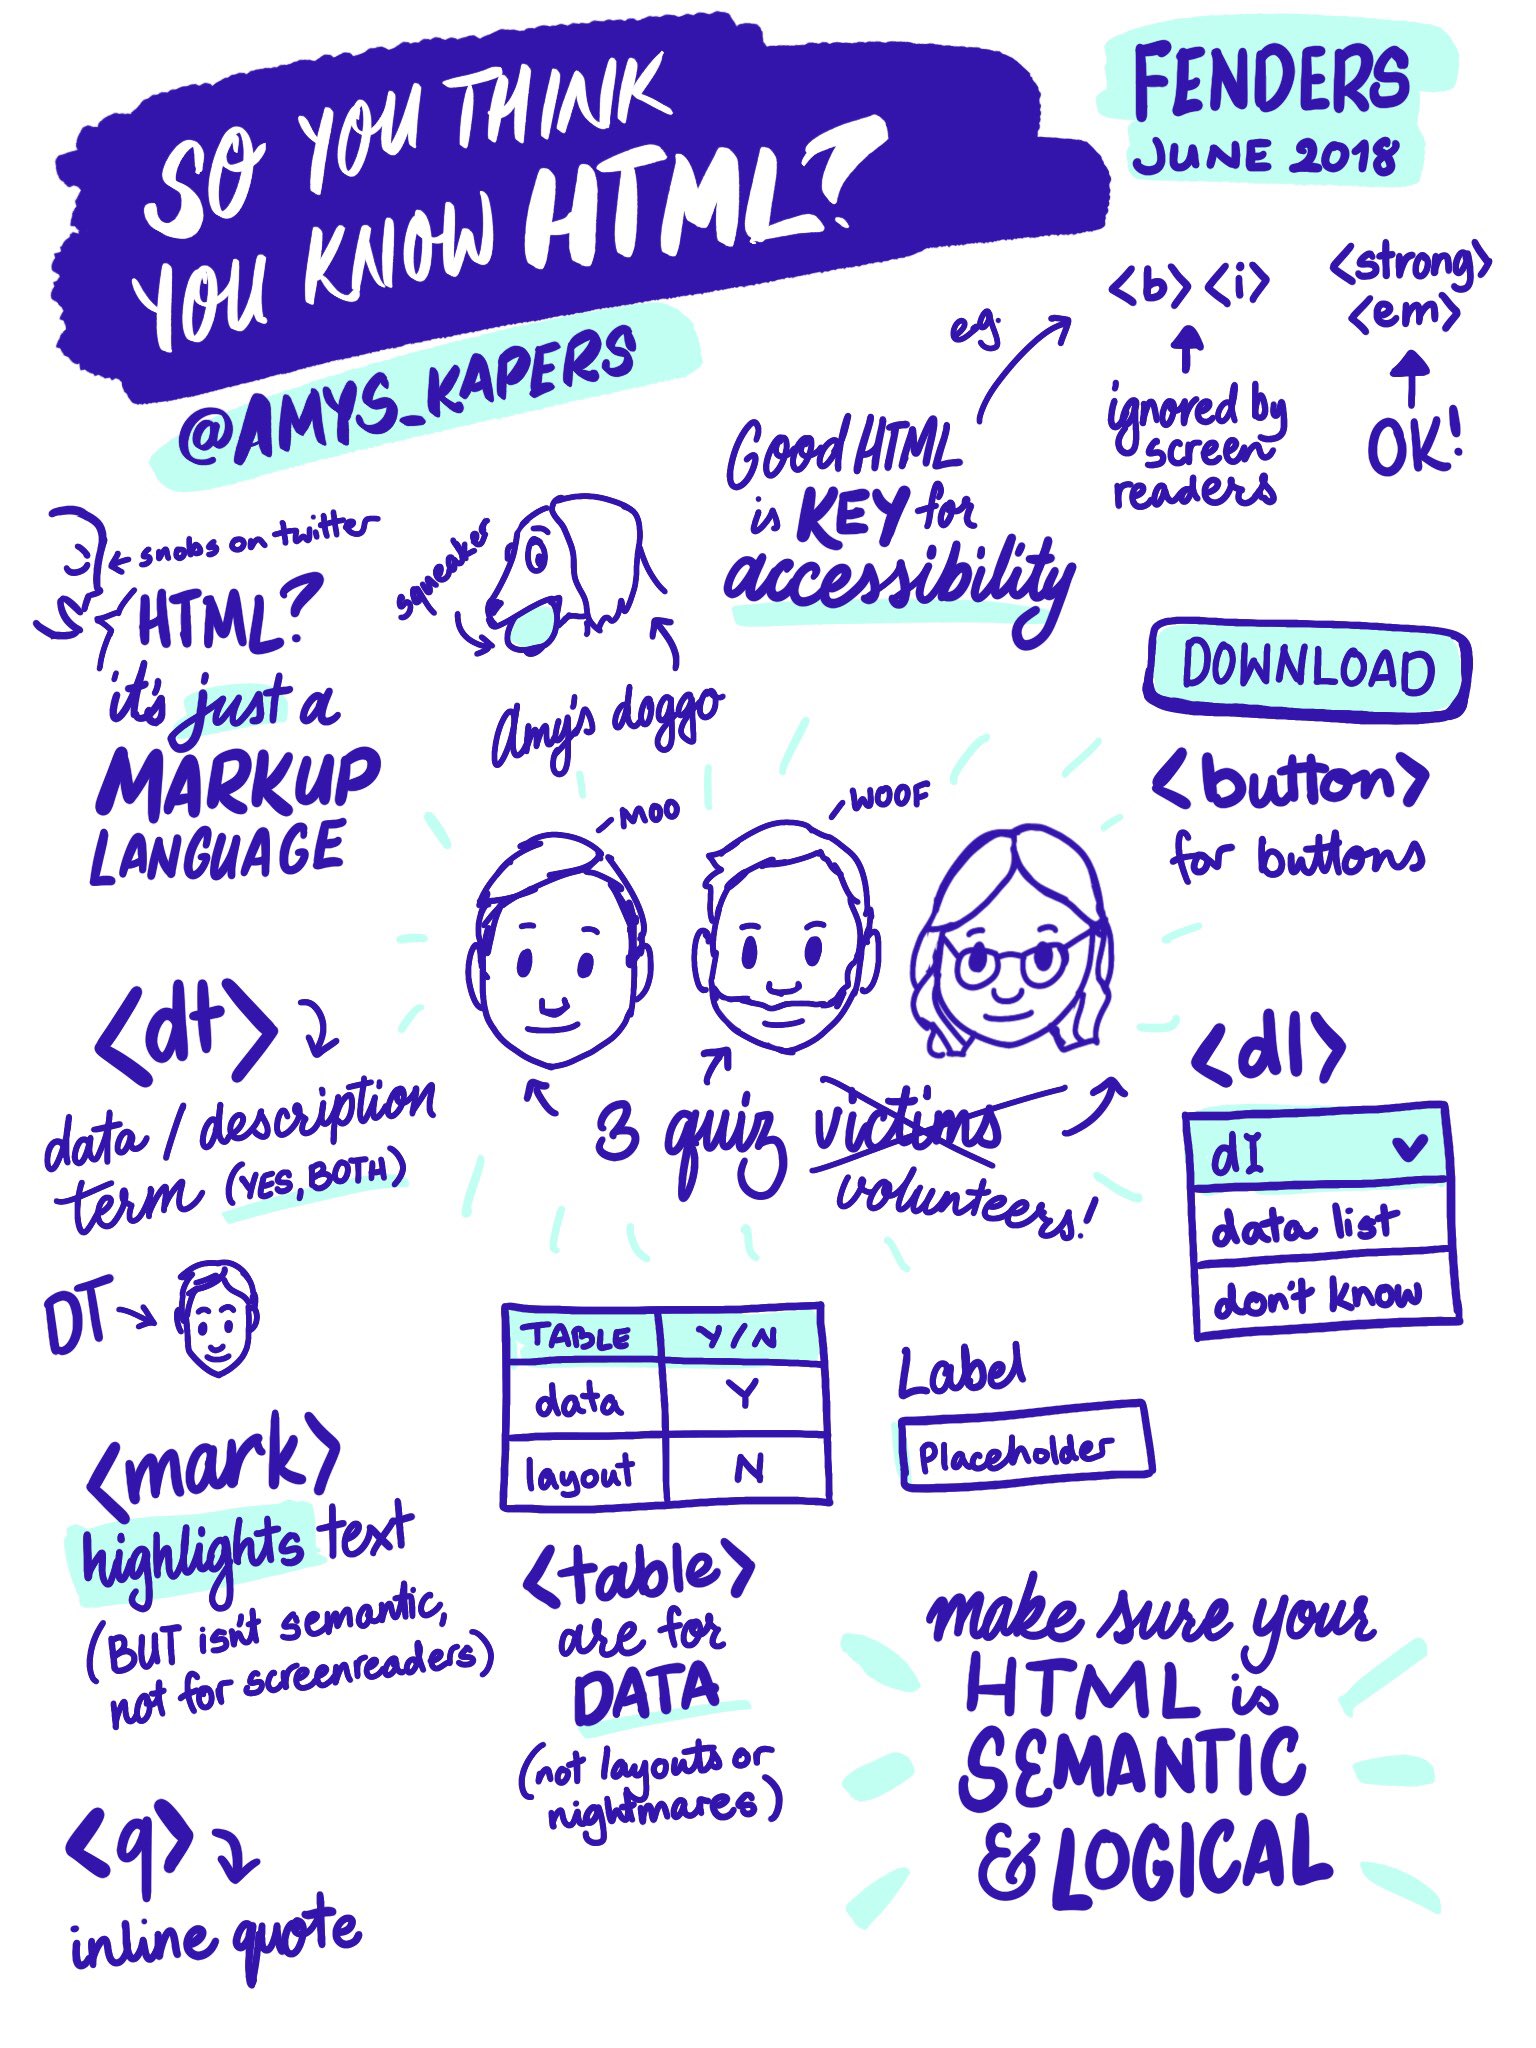 SO YOU THINK
YOU KNOW HTML?
@AMYS_KAPERS
FENDERS
JUNE 2018
snobs on twitter
HTML?
it's just a
MARKUP
LANGUAGE
squeaker
Amy's doggo
Good HTML
is KEY for
accessibility
eg.
<b> <i>
ignored by
screen
readers
<strong>
<em>
OK!
DOWNLOAD
<button>
for buttons
MOO
WOOF
3 quiz victims
volunteers!
<dt>
data / description
term (YES, BOTH)
DT
<dl>
dl
data list
don't know
<mark>
highlights text
(BUT isn't semantic,
not for screenreaders)
TABLE Y/N
data Y
layout N
<table>
are for
DATA
(not layouts or
nightmares)
Label
Placeholder
<q>
inline quote
make sure your
HTML is
SEMANTIC
& LOGICAL